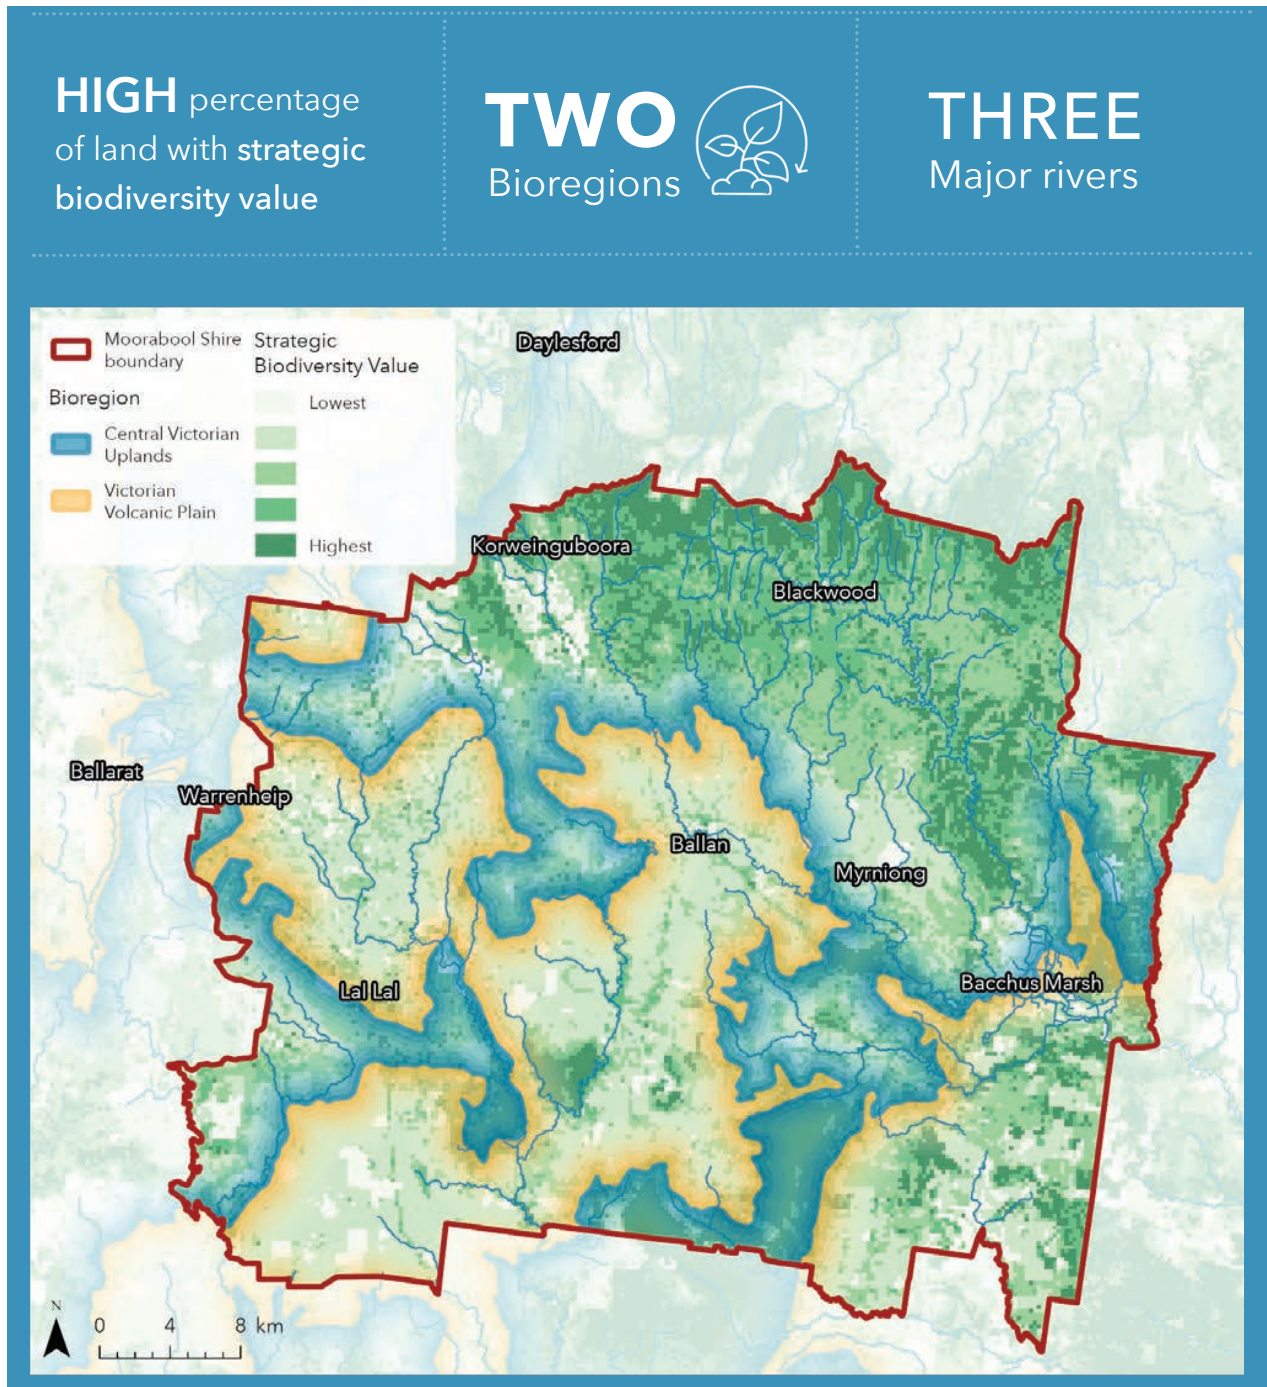 HIGH percentage
of land with strategic
biodiversity value
TWO
Bioregions
THREE
Major rivers
Moorabool Shire
boundary
Bioregion
Central Victorian
Uplands
Victorian
Volcanic Plain
Strategic
Biodiversity Value
Lowest
Highest
Daylesford
Korweinguboora
Blackwood
Ballarat
Warrenheip
Ballan
Myrniong
Bacchus Marsh
Lal Lal
N
0 4 8 km